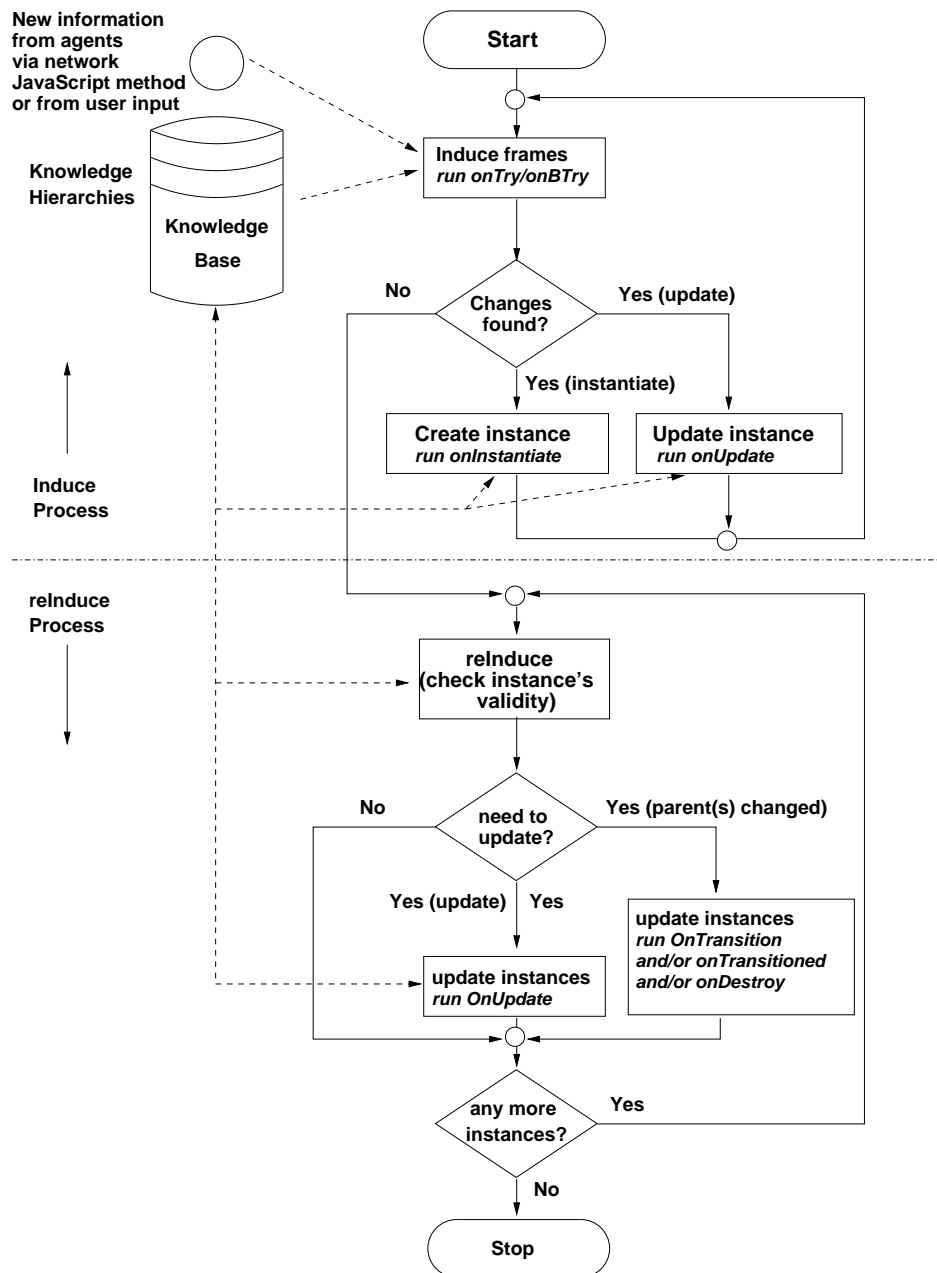 New information
from agents
via network
JavaScript method
or from user input
Start
Knowledge
Hierarchies
Knowledge
Base
Induce frames
run onTry/onBTry
No
Changes
found?
Yes (update)
Yes (instantiate)
Create instance
run onInstantiate
Update instance
run onUpdate
Induce
Process
reInduce
Process
reInduce
(check instance's
validity)
No
need to
update?
Yes (parent(s) changed)
Yes (update)
Yes
update instances
run OnUpdate
update instances
run OnTransition
and/or onTransitioned
and/or onDestroy
any more
instances?
Yes
No
Stop